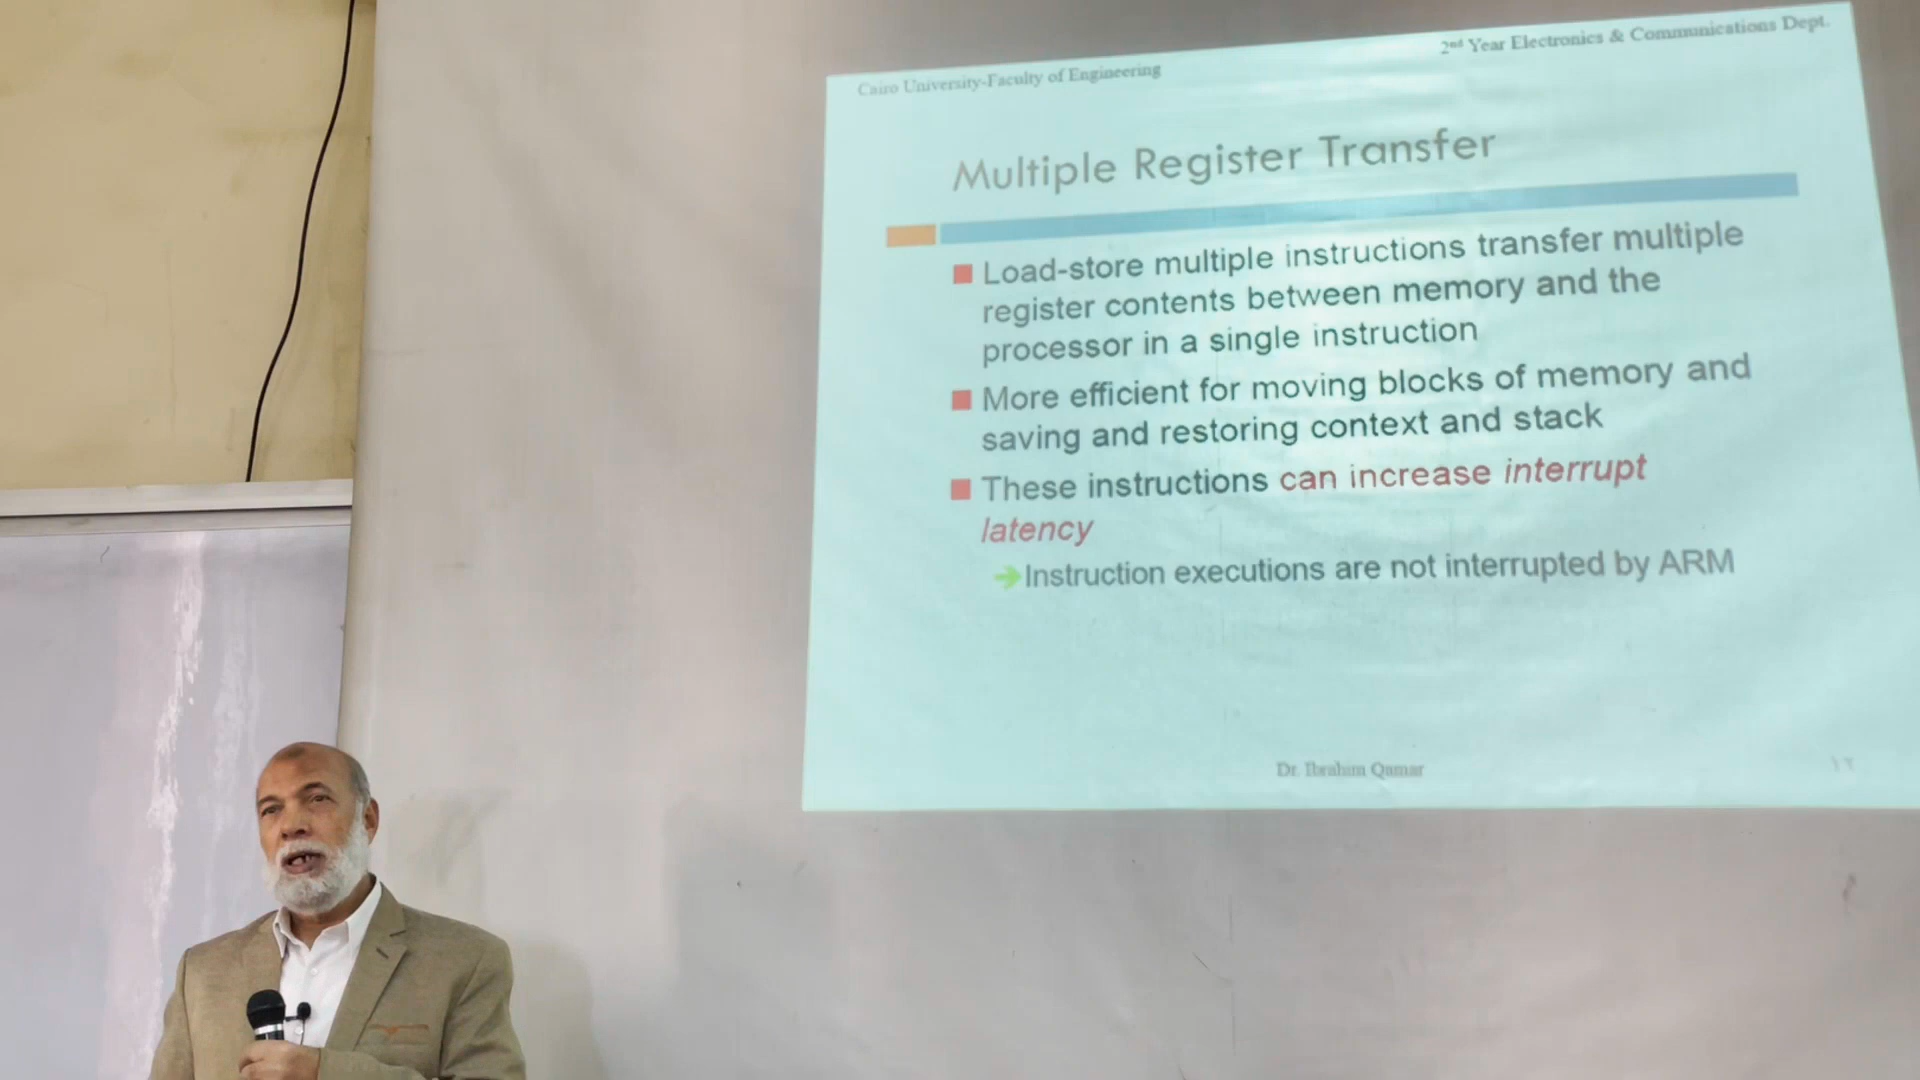 Cairo University-Faculty of Engineering
2nd Year Electronics & Communications Dept.
Multiple Register Transfer
Load-store multiple instructions transfer multiple
register contents between memory and the
processor in a single instruction
More efficient for moving blocks of memory and
saving and restoring context and stack
These instructions can increase interrupt
latency
Instruction executions are not interrupted by ARM
Dr. Ibrahim Qamar